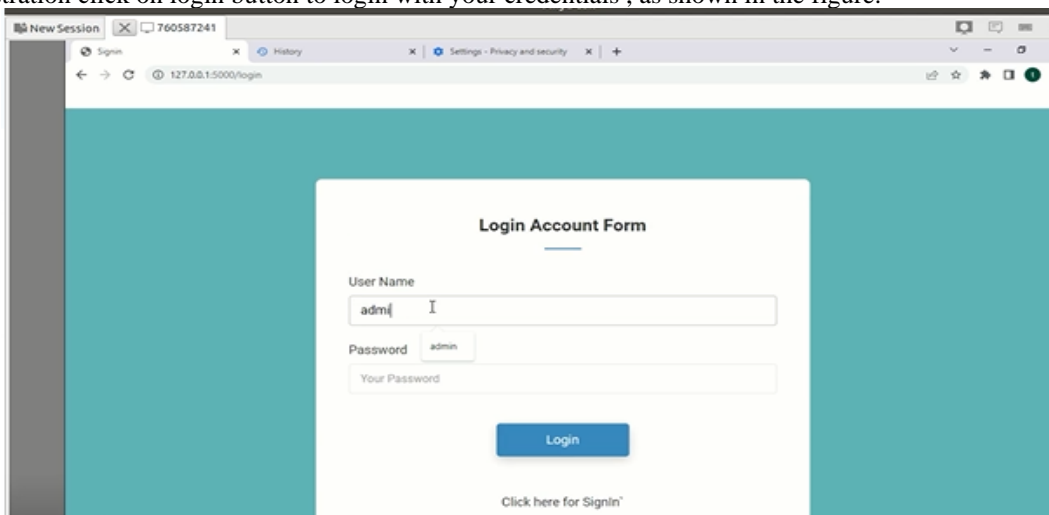 tration click on login button to login with your credentials , as shown in the figure.
New Session 760587241
Signin History Settings - Privacy and security
127.0.0.1:5000/login
Login Account Form
User Name
admi
Password admin
Your Password
Login
Click here for SignIn`